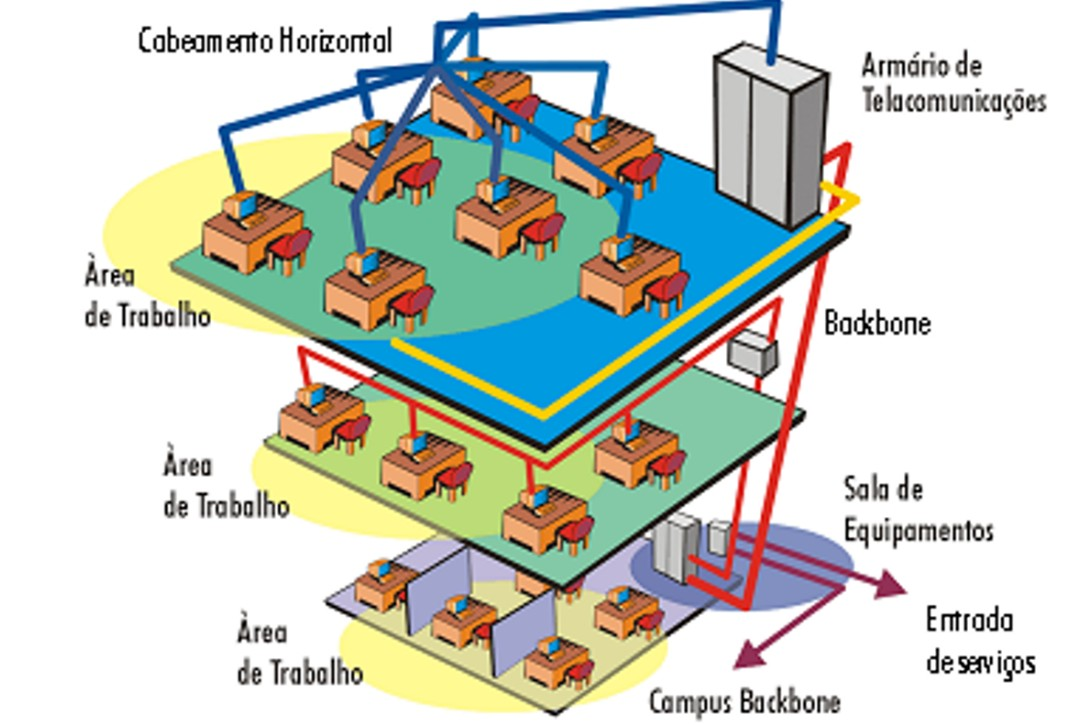 Cabeamento Horizontal
Armário de
Telacomunicações
Àrea
de Trabalho
Backbone
Àrea
de Trabalho
Sala de
Equipamentos
Àrea
de Trabalho
Entrada
de serviços
Campus Backbone